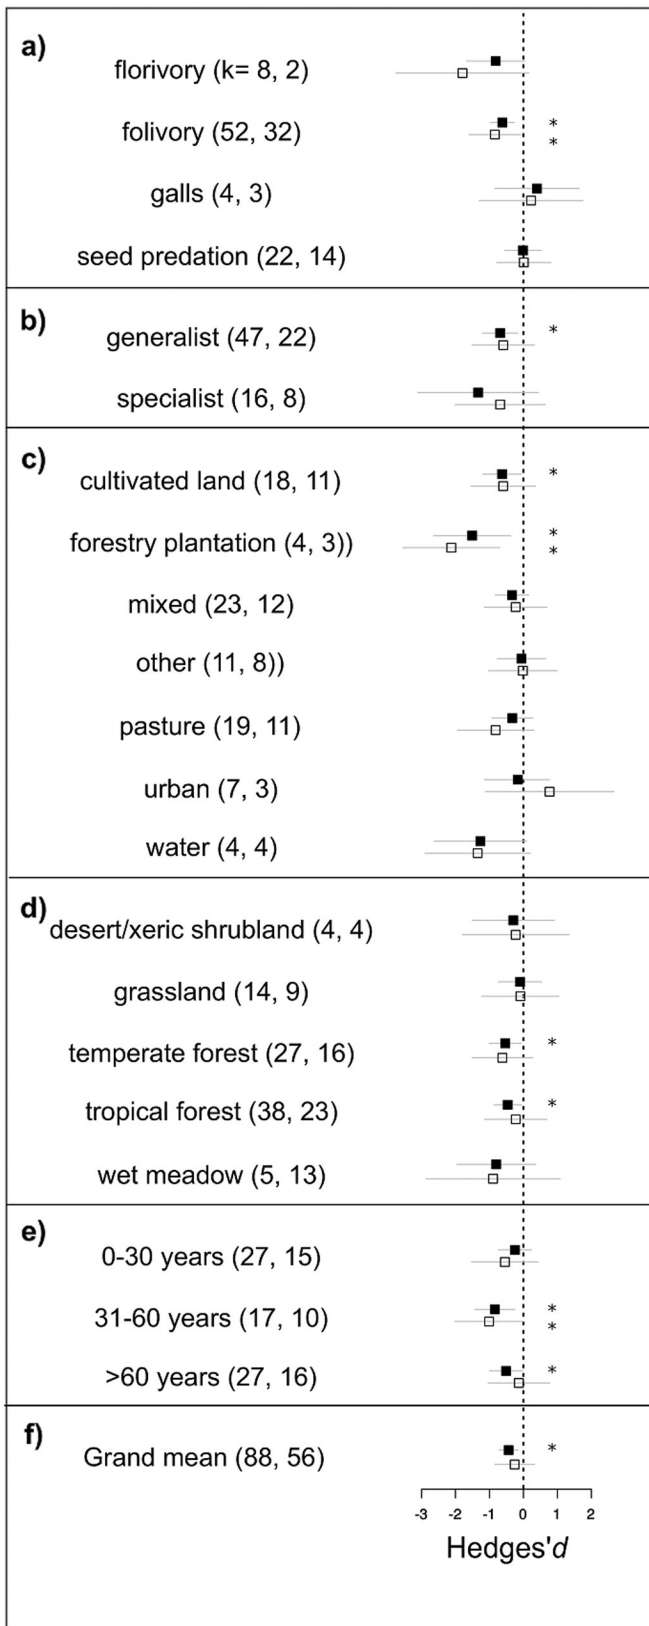 a)
florivory (k= 8, 2)
folivory (52, 32) *
*
galls (4, 3)
seed predation (22, 14)
b)
generalist (47, 22) *
specialist (16, 8)
c)
cultivated land (18, 11) *
forestry plantation (4, 3)) *
*
mixed (23, 12)
other (11, 8))
pasture (19, 11)
urban (7, 3)
water (4, 4)
d)
desert/xeric shrubland (4, 4)
grassland (14, 9)
temperate forest (27, 16) *
tropical forest (38, 23) *
wet meadow (5, 13)
e)
0-30 years (27, 15)
31-60 years (17, 10) *
*
>60 years (27, 16) *
f)
Grand mean (88, 56) *
-3 -2 -1 0 1 2
Hedges'd